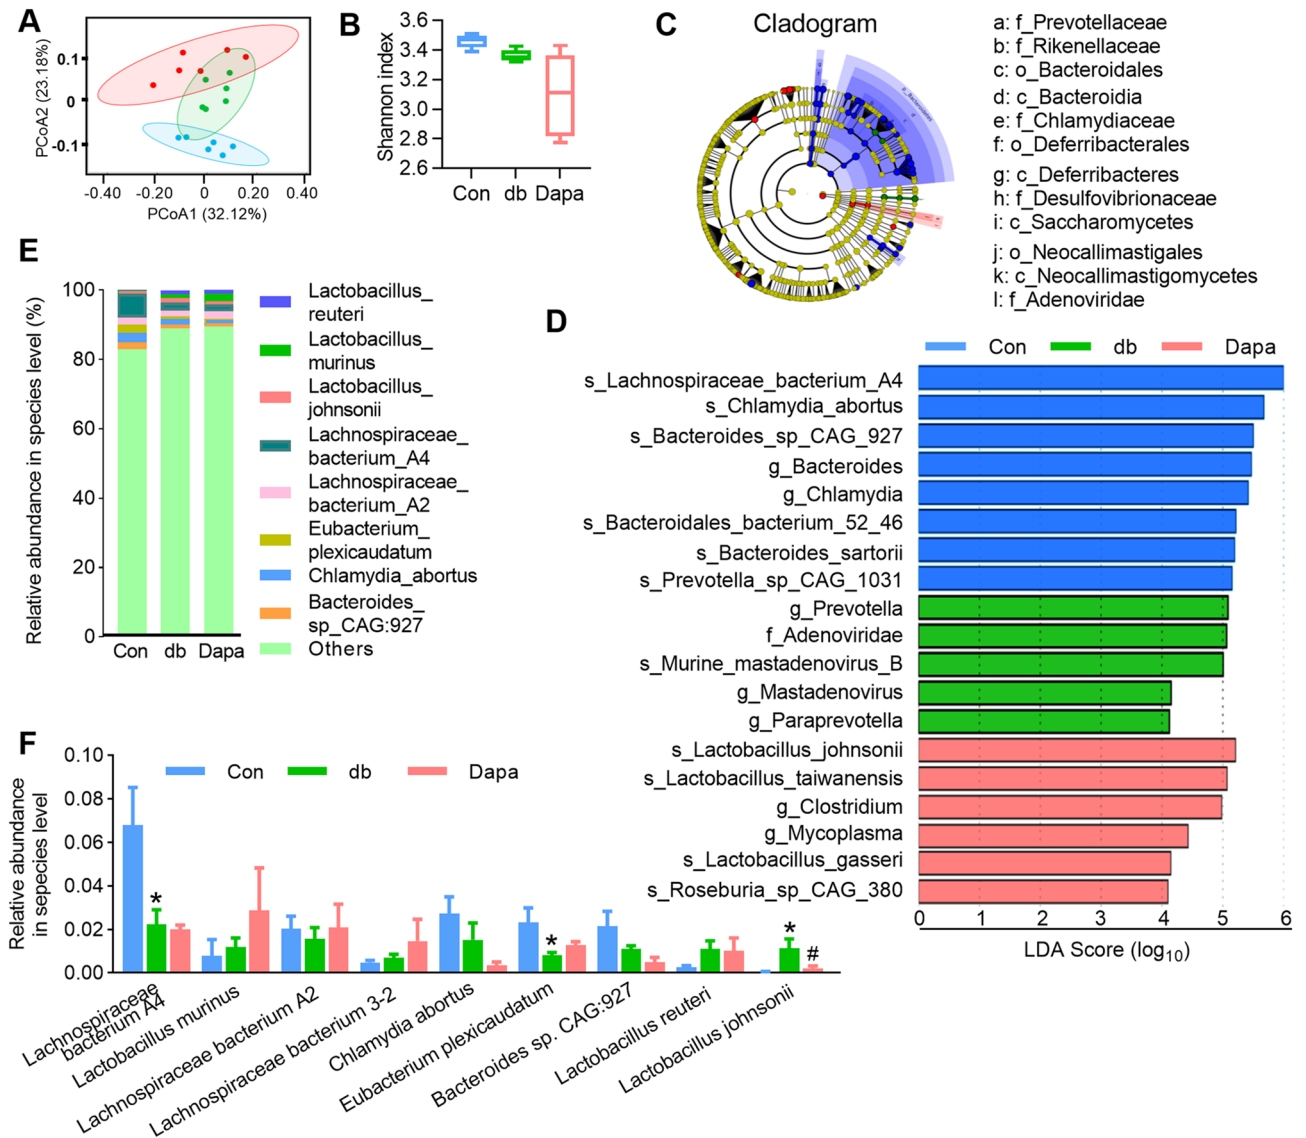 A
PCoA2 (23.18%)
0.1
0
-0.1
-0.40
-0.20
0
0.20
0.40
PCoA1 (32.12%)
B
Shannon index
3.6
3.4
3.2
3.0
2.8
2.6
Con
db
Dapa
C
Cladogram
a: f_Prevotellaceae
b: f_Rikenellaceae
c: o_Bacteroidales
d: c_Bacteroidia
e: f_Chlamydiaceae
f: o_Deferribacterales
g: c_Deferribacteres
h: f_Desulfovibrionaceae
i: c_Saccharomycetes
j: o_Neocallimastigales
k: c_Neocallimastigomycetes
l: f_Adenoviridae
E
Relative abundance in species level (%)
100
80
60
40
20
0
Con
db
Dapa
Lactobacillus_
reuteri
Lactobacillus_
murinus
Lactobacillus_
johnsonii
Lachnospiraceae_
bacterium_A4
Lachnospiraceae_
bacterium_A2
Eubacterium_
plexicaudatum
Chlamydia_abortus
Bacteroides_
sp_CAG:927
Others
D
Con
db
Dapa
s_Lachnospiraceae_bacterium_A4
s_Chlamydia_abortus
s_Bacteroides_sp_CAG_927
g_Bacteroides
g_Chlamydia
s_Bacteroidales_bacterium_52_46
s_Bacteroides_sartorii
s_Prevotella_sp_CAG_1031
g_Prevotella
f_Adenoviridae
s_Murine_mastadenovirus_B
g_Mastadenovirus
g_Paraprevotella
s_Lactobacillus_johnsonii
s_Lactobacillus_taiwanensis
g_Clostridium
g_Mycoplasma
s_Lactobacillus_gasseri
s_Roseburia_sp_CAG_380
0
1
2
3
4
5
6
LDA Score (log10)
F
Relative abundance
in sepecies level
0.10
0.08
0.06
0.04
0.02
0.00
Con
db
Dapa
*
*
*
#
Lachnospiraceae
bacterium A4
Lactobacillus murinus
Lachnospiraceae bacterium A2
Lachnospiraceae bacterium 3-2
Chlamydia abortus
Eubacterium plexicaudatum
Bacteroides sp. CAG:927
Lactobacillus reuteri
Lactobacillus johnsonii